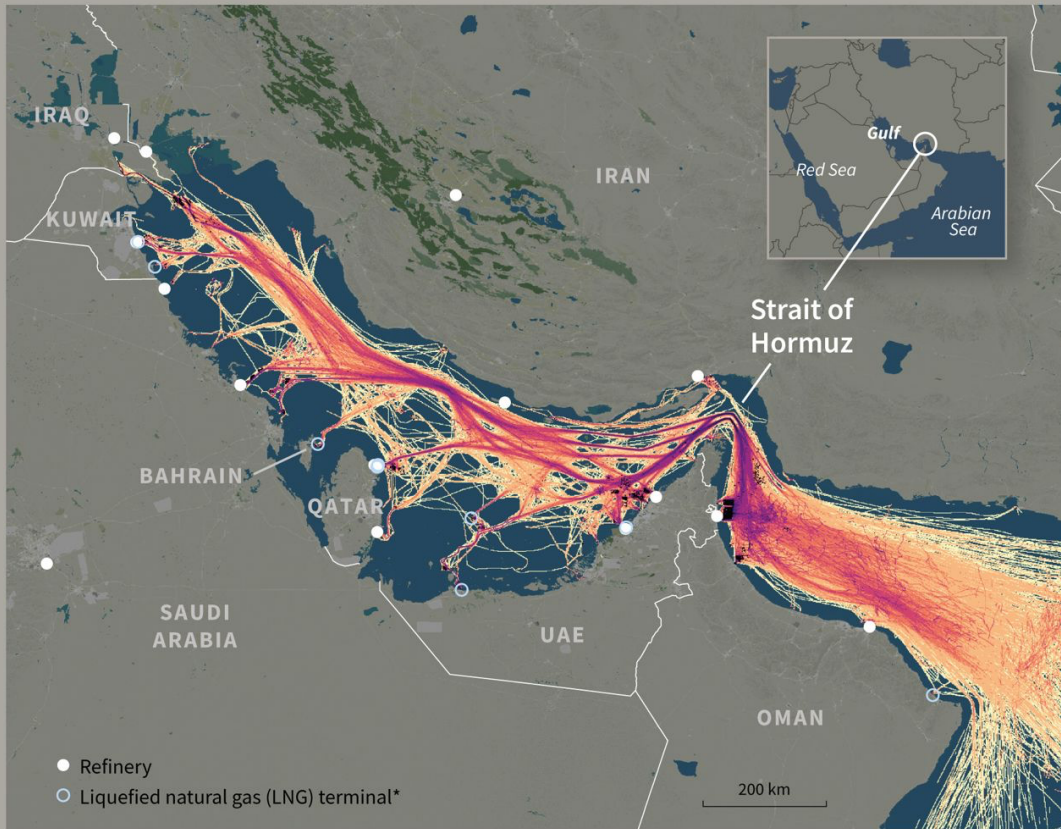 IRAQ
KUWAIT
IRAN
Gulf
Red Sea
Arabian
Sea
Strait of
Hormuz
BAHRAIN
QATAR
SAUDI
ARABIA
UAE
OMAN
Refinery
Liquefied natural gas (LNG) terminal*
200 km